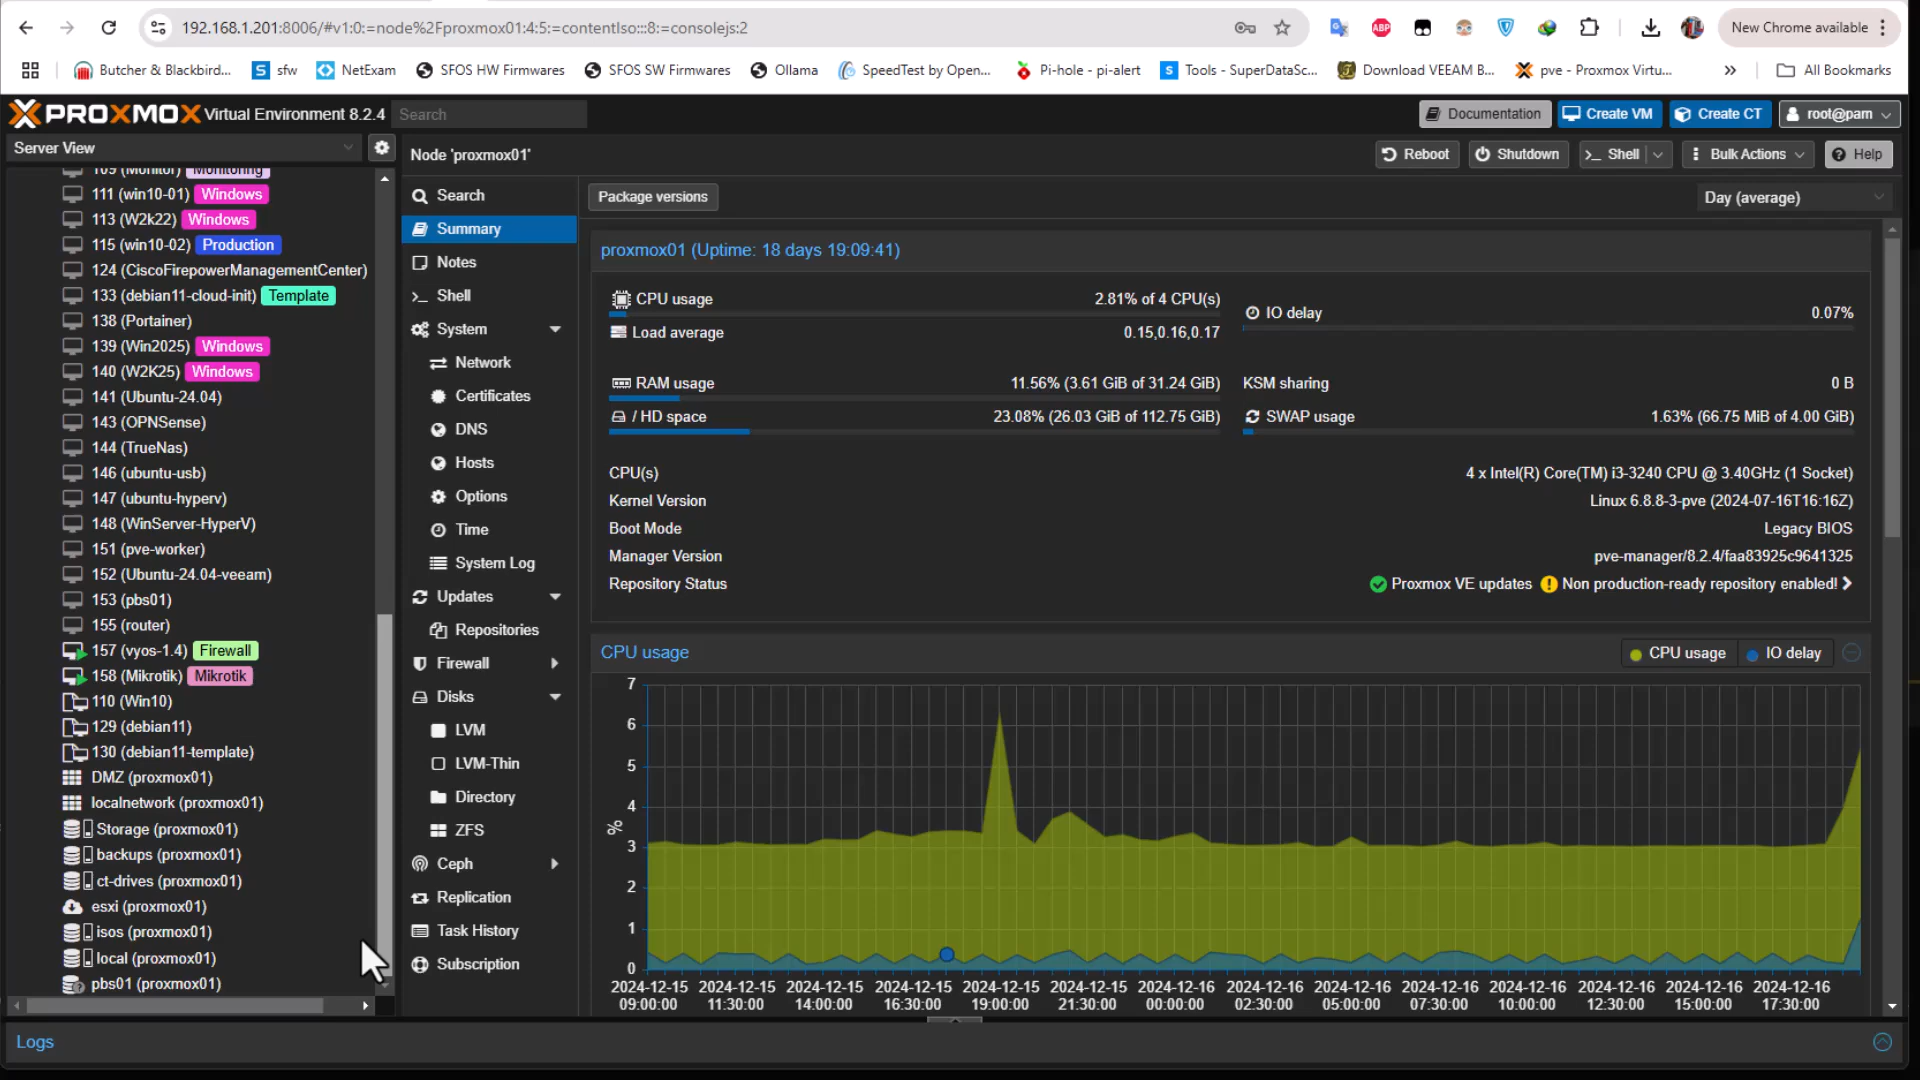 192.168.1.201:8006/#v1:0:=node%2Fproxmox01:4:5:=contentIso:::8:=consolejs:2
New Chrome available
Butcher & Blackbird...
sfw
NetExam
SFOS HW Firmwares
SFOS SW Firmwares
Ollama
SpeedTest by Open...
Pi-hole - pi-alert
Tools - SuperDataSc...
Download VEEAM B...
pve - Proxmox Virtu...
All Bookmarks
PROXMOX Virtual Environment 8.2.4
Search
Documentation
Create VM
Create CT
root@pam
Server View
Node 'proxmox01'
Reboot
Shutdown
Shell
Bulk Actions
Help
109 (Monitor) Monitoring
111 (win10-01) Windows
113 (W2k22) Windows
115 (win10-02) Production
124 (CiscoFirepowerManagementCenter)
133 (debian11-cloud-init) Template
138 (Portainer)
139 (Win2025) Windows
140 (W2K25) Windows
141 (Ubuntu-24.04)
143 (OPNSense)
144 (TrueNas)
146 (ubuntu-usb)
147 (ubuntu-hyperv)
148 (WinServer-HyperV)
151 (pve-worker)
152 (Ubuntu-24.04-veeam)
153 (pbs01)
155 (router)
157 (vyos-1.4) Firewall
158 (Mikrotik) Mikrotik
110 (Win10)
129 (debian11)
130 (debian11-template)
DMZ (proxmox01)
localnetwork (proxmox01)
Storage (proxmox01)
backups (proxmox01)
ct-drives (proxmox01)
esxi (proxmox01)
isos (proxmox01)
local (proxmox01)
pbs01 (proxmox01)
Search
Summary
Notes
Shell
System
Network
Certificates
DNS
Hosts
Options
Time
System Log
Updates
Repositories
Firewall
Disks
LVM
LVM-Thin
Directory
ZFS
Ceph
Replication
Task History
Subscription
Package versions
Day (average)
proxmox01 (Uptime: 18 days 19:09:41)
CPU usage 2.81% of 4 CPU(s)
Load average 0.15,0.16,0.17
IO delay 0.07%
RAM usage 11.56% (3.61 GiB of 31.24 GiB)
KSM sharing 0 B
/ HD space 23.08% (26.03 GiB of 112.75 GiB)
SWAP usage 1.63% (66.75 MiB of 4.00 GiB)
CPU(s) 4 x Intel(R) Core(TM) i3-3240 CPU @ 3.40GHz (1 Socket)
Kernel Version Linux 6.8.8-3-pve (2024-07-16T16:16Z)
Boot Mode Legacy BIOS
Manager Version pve-manager/8.2.4/faa83925c9641325
Repository Status Proxmox VE updates Non production-ready repository enabled!
CPU usage
CPU usage
IO delay
7
6
5
4
3
2
1
0
%
2024-12-15 09:00:00
2024-12-15 11:30:00
2024-12-15 14:00:00
2024-12-15 16:30:00
2024-12-15 19:00:00
2024-12-15 21:30:00
2024-12-16 00:00:00
2024-12-16 02:30:00
2024-12-16 05:00:00
2024-12-16 07:30:00
2024-12-16 10:00:00
2024-12-16 12:30:00
2024-12-16 15:00:00
2024-12-16 17:30:00
Logs